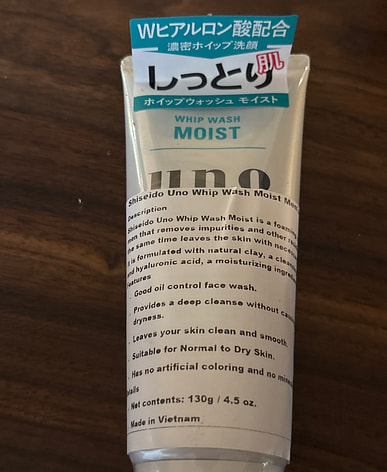 Wヒアルロン酸配合
濃密ホイップ洗顔
しっとり肌
ホイップウォッシュ モイスト
WHIP WASH
MOIST
uno
Shiseido Uno Whip Wash Moist Men
Description
Shiseido Uno Whip Wash Moist is a foaming
men that removes impurities and other
the same time leaves the skin with
It is formulated with natural clay, a
and hyaluronic acid, a moisturizing
Features
· Good oil control face wash.
· Provides a deep cleanse without
dryness.
· Leaves your skin clean and smooth.
· Suitable for Normal to Dry Skin.
· Has no artificial coloring and no
Net contents: 130g / 4.5 oz.
Made in Vietnam